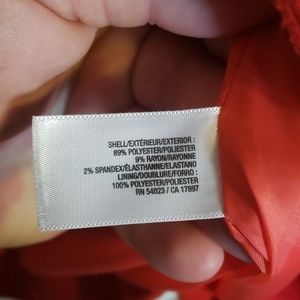 SHELL/EXTÉRIEUR/EXTERIOR :
89% POLYESTER/POLIESTER
9% RAYON/RAYONNE
2% SPANDEX/ÉLASTHANNE/ELASTANO
LINING/DOUBLURE/FORRO :
100% POLYESTER/POLIESTER
RN 54023 / CA 17897